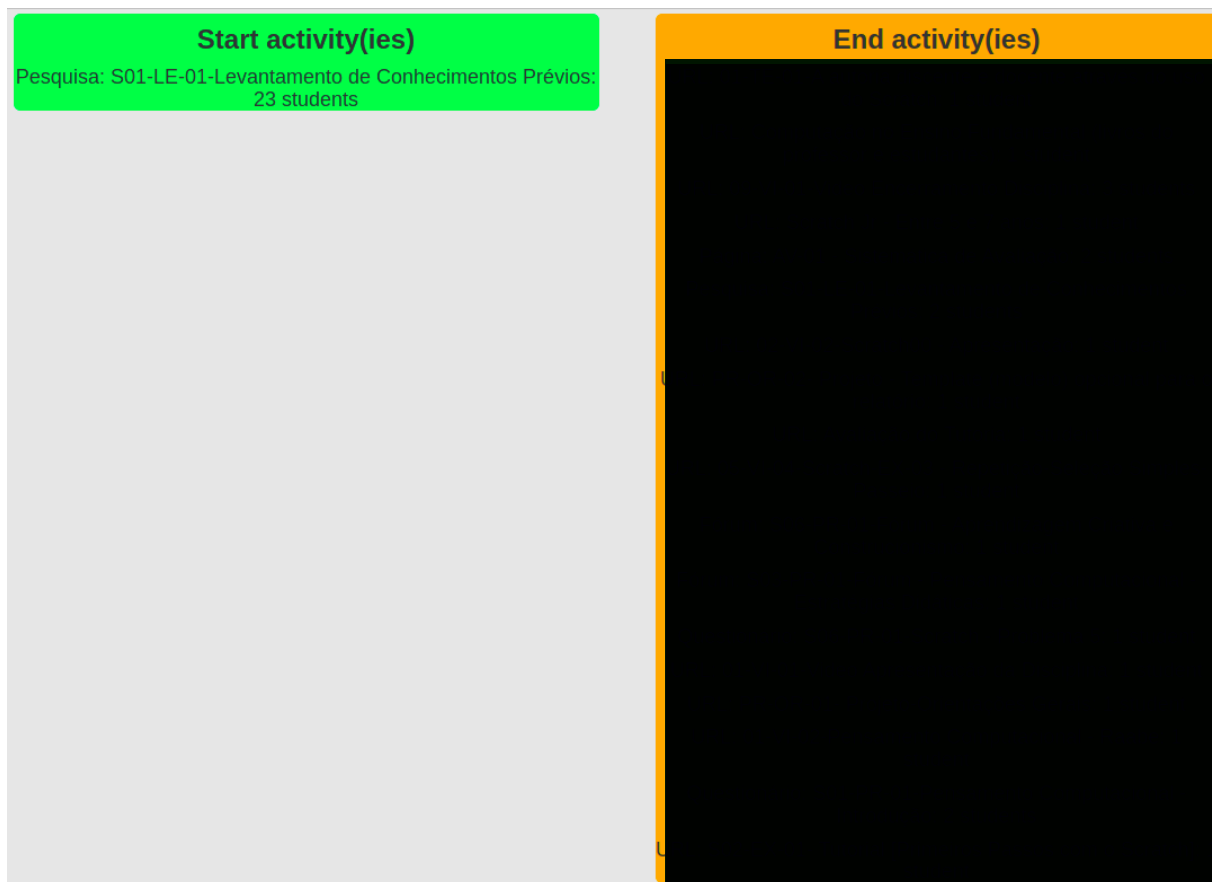 Start activity(ies)
Pesquisa: S01-LE-01-Levantamento de Conhecimentos Prévios:
23 students
End activity(ies)